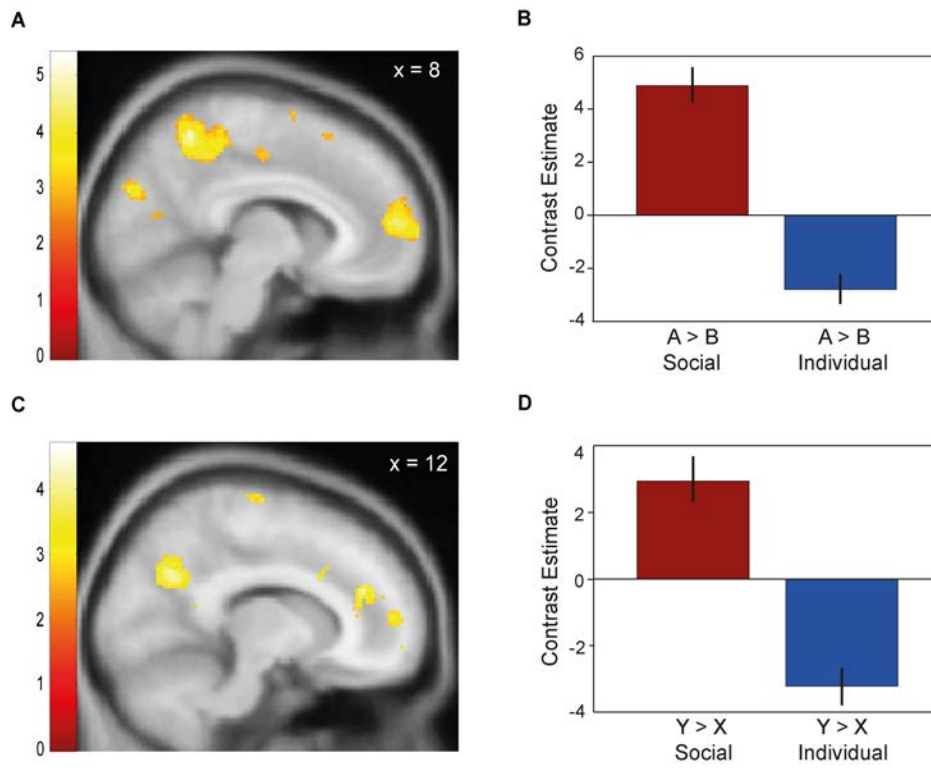 A
x = 8
5
4
3
2
1
0
B
Contrast Estimate
6
4
2
0
-2
-4
A > B
Social
A > B
Individual
C
x = 12
4
3
2
1
0
D
Contrast Estimate
4
2
0
-2
-4
Y > X
Social
Y > X
Individual